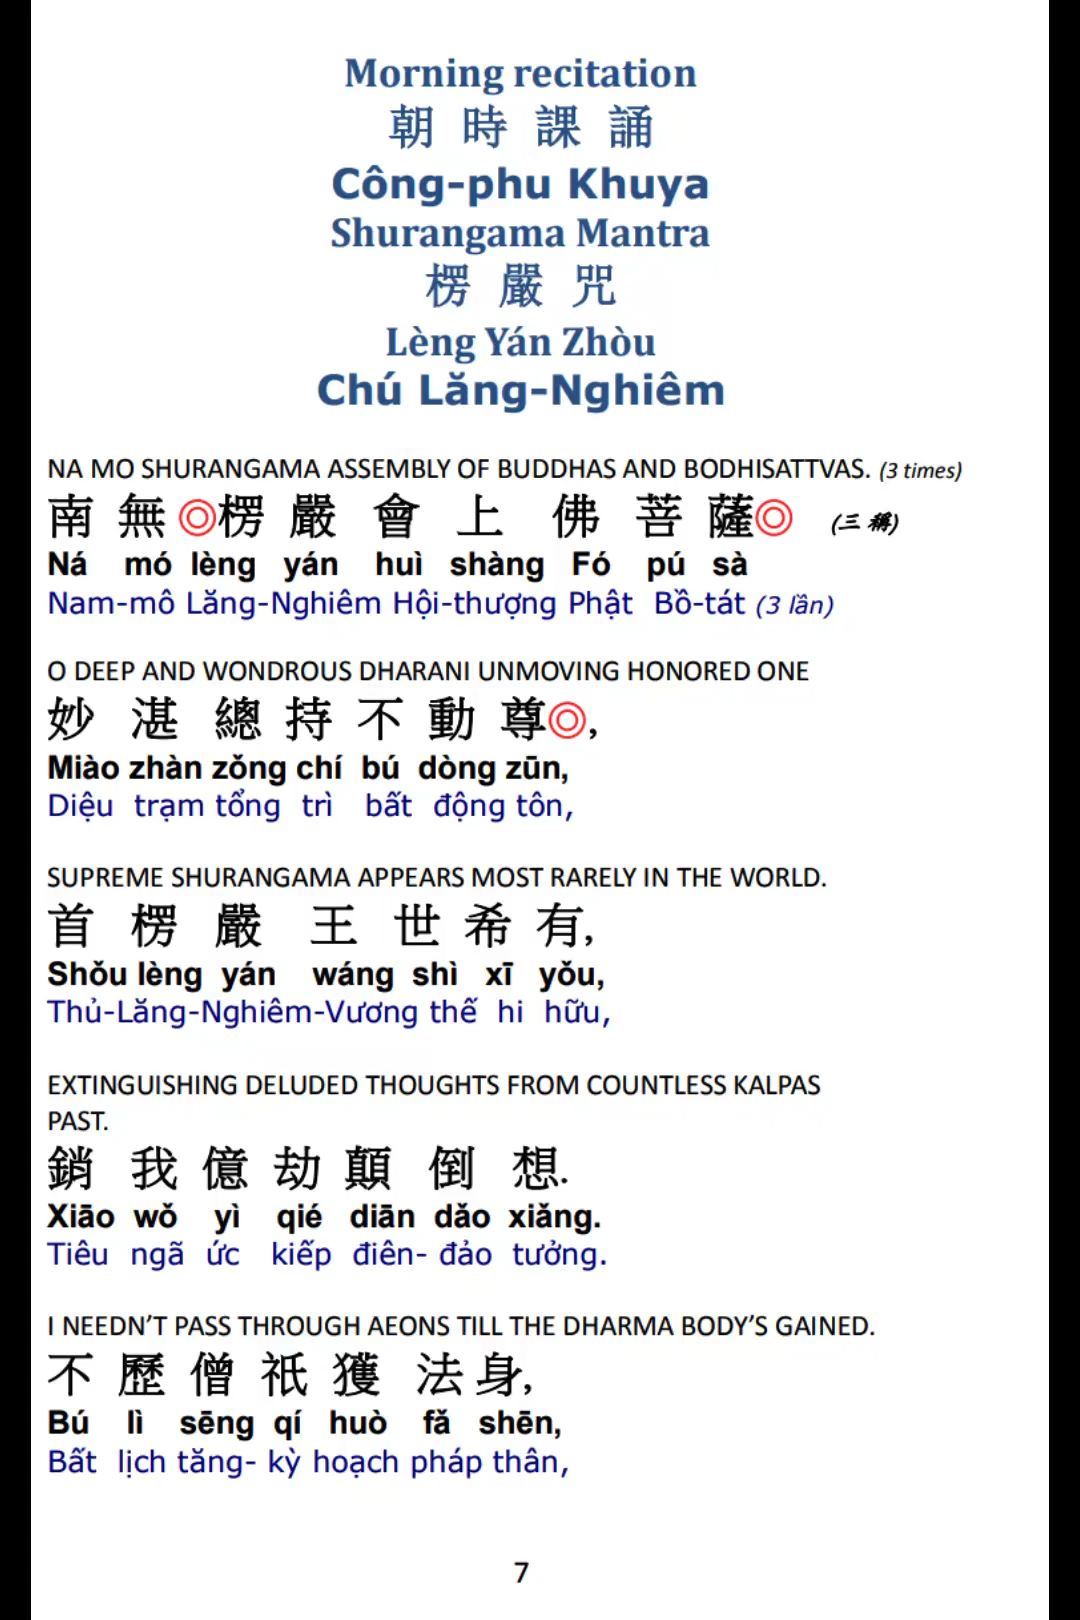 Morning recitation
朝 時 課 誦
Công-phu Khuya
Shurangama Mantra
楞 嚴 咒
Lèng Yán Zhòu
Chú Lăng-Nghiêm
NA MO SHURANGAMA ASSEMBLY OF BUDDHAS AND BODHISATTVAS. (3 times)
南 無 ◎楞 嚴 會 上 佛 菩 薩◎ (三 稱)
Ná mó lèng yán huì shàng Fó pú sà
Nam-mô Lăng-Nghiêm Hội-thượng Phật Bồ-tát (3 lần)
O DEEP AND WONDROUS DHARANI UNMOVING HONORED ONE
妙 湛 總 持 不 動 尊◎,
Miào zhàn zǒng chí bú dòng zūn,
Diệu trạm tổng trì bất động tôn,
SUPREME SHURANGAMA APPEARS MOST RARELY IN THE WORLD.
首 楞 嚴 王 世 希 有,
Shǒu lèng yán wáng shì xī yǒu,
Thủ-Lăng-Nghiêm-Vương thế hi hữu,
EXTINGUISHING DELUDED THOUGHTS FROM COUNTLESS KALPAS
PAST.
銷 我 億 劫 顛 倒 想.
Xiāo wǒ yì qié diān dǎo xiǎng.
Tiêu ngã ức kiếp điên- đảo tưởng.
I NEEDN'T PASS THROUGH AEONS TILL THE DHARMA BODY'S GAINED.
不 歷 僧 祇 獲 法 身,
Bú lì sēng qí huò fǎ shēn,
Bất lịch tăng- kỳ hoạch pháp thân,
7